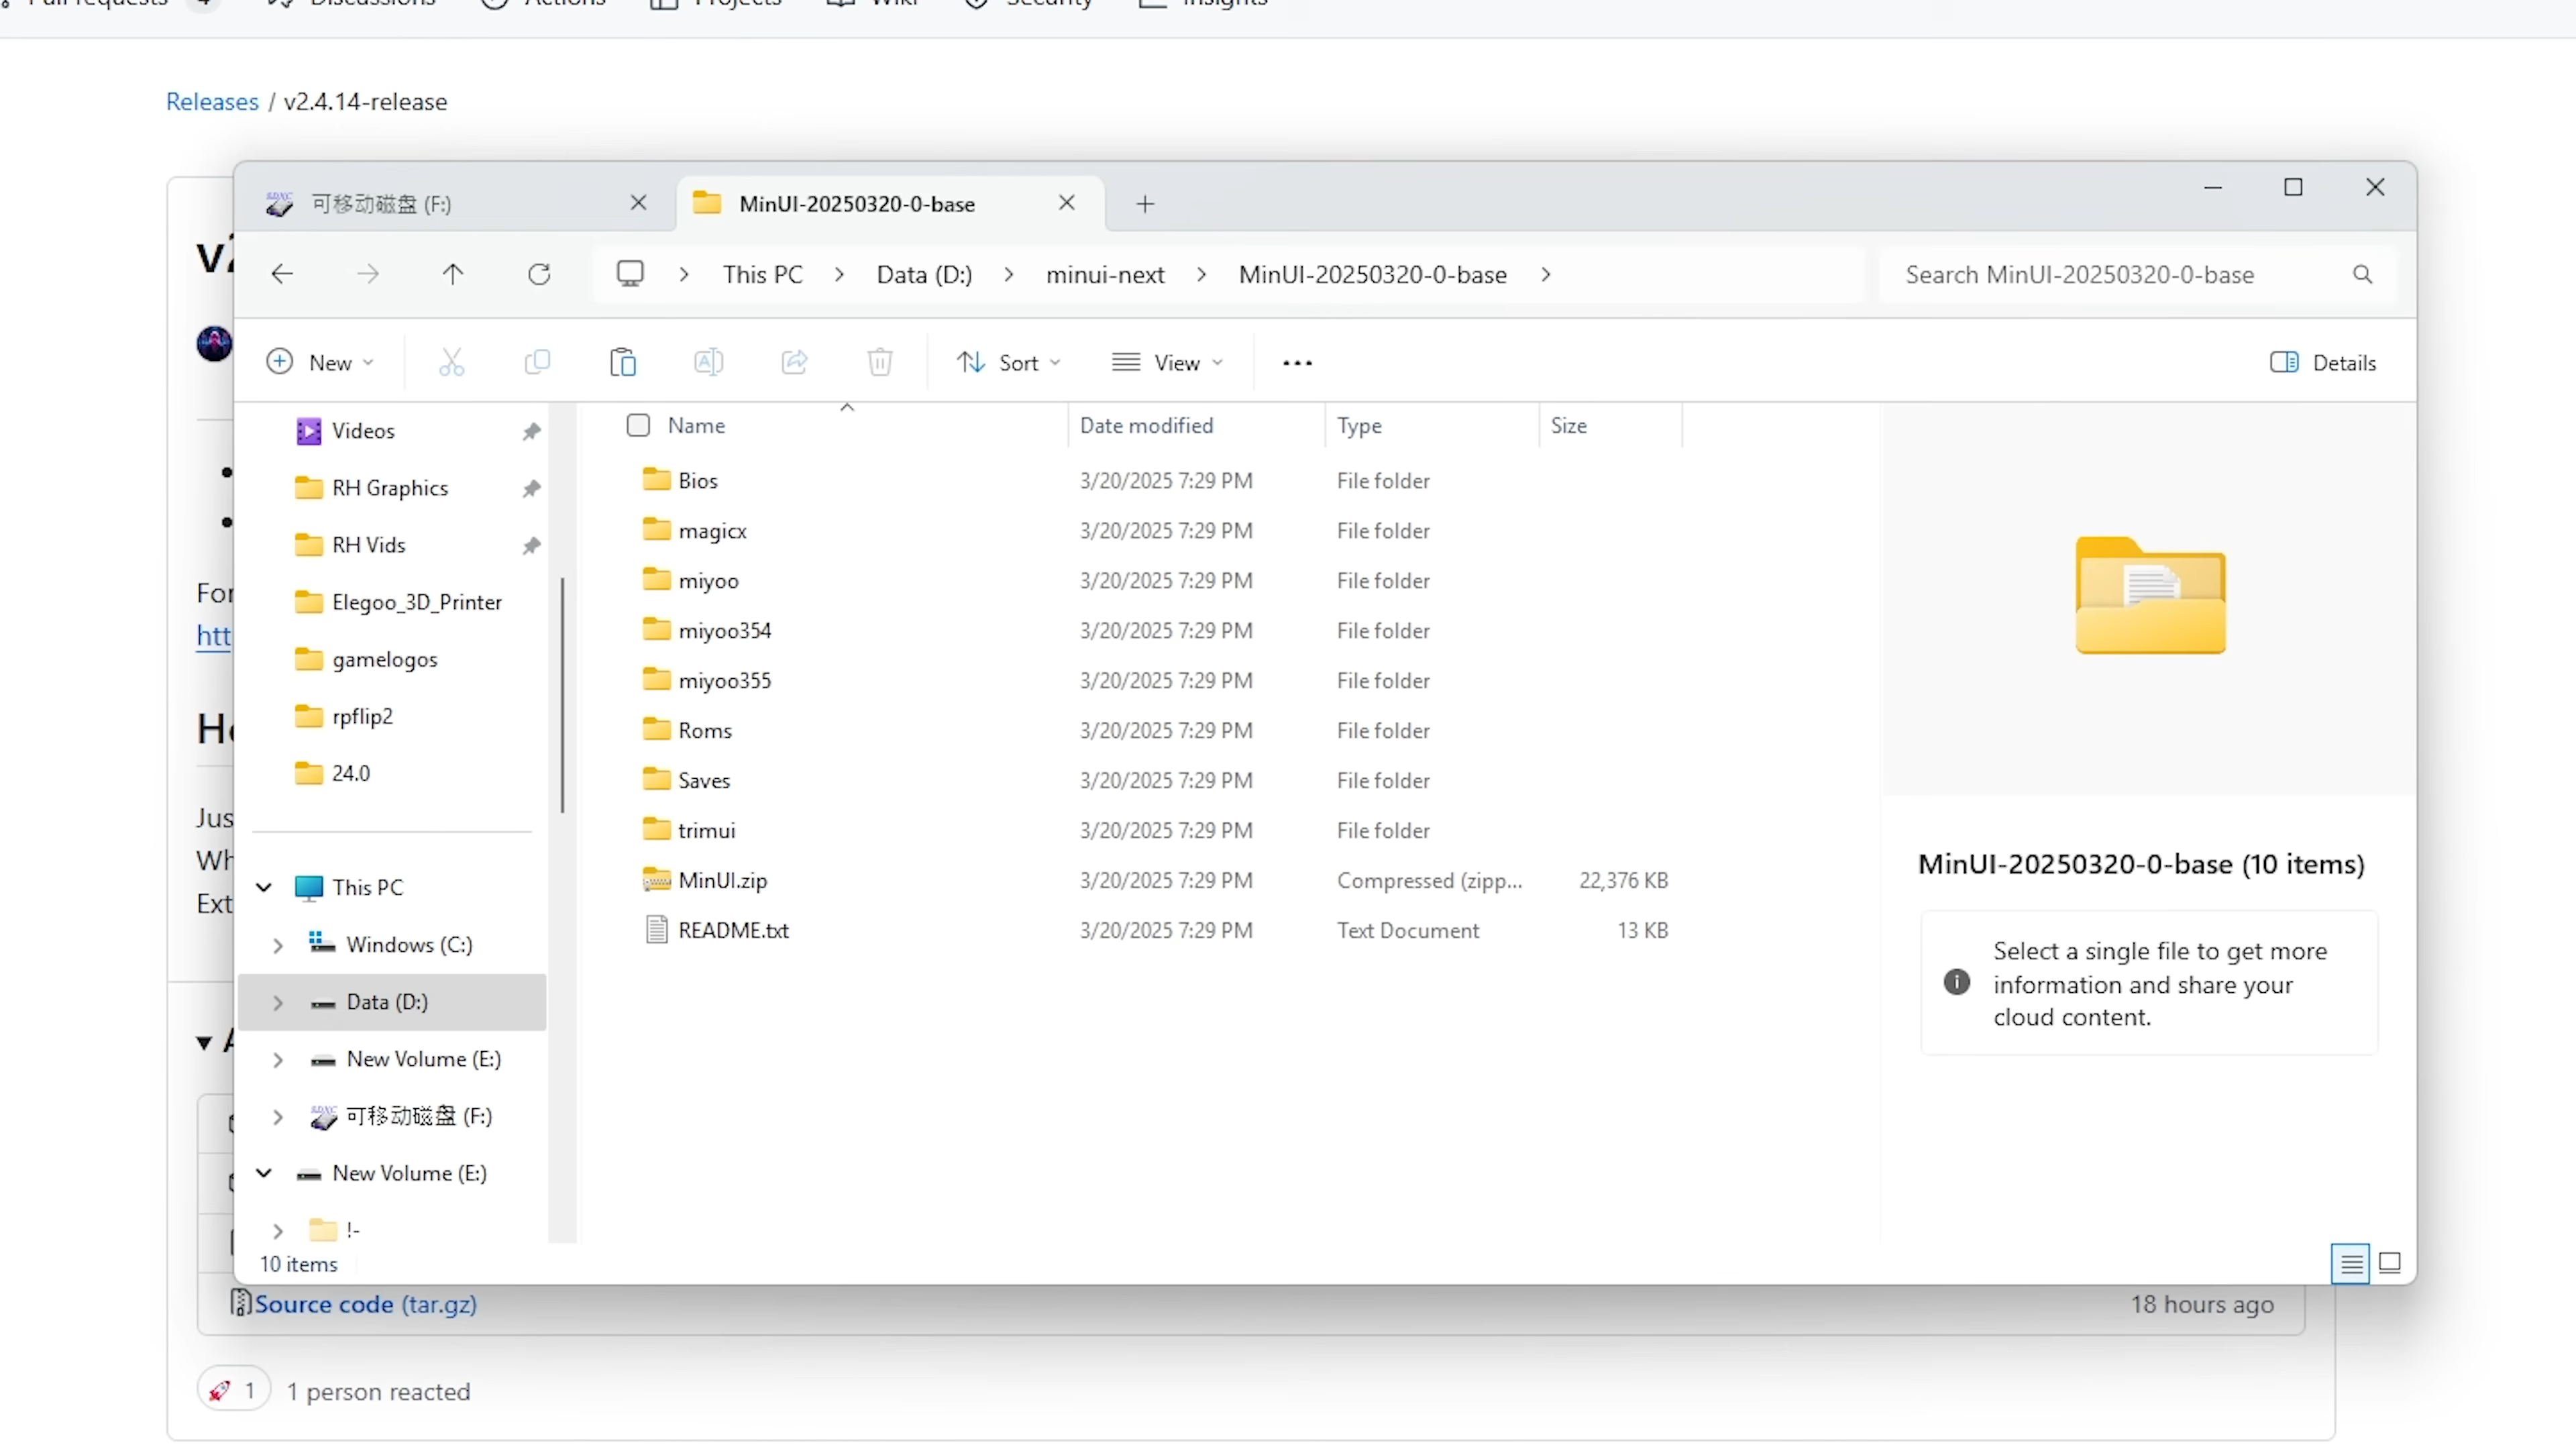 Releases / v2.4.14-release
可移动磁盘 (F:)
MinUI-20250320-0-base
This PC
Data (D:)
minui-next
MinUI-20250320-0-base
Search MinUI-20250320-0-base
New
Sort
View
Details
Videos
RH Graphics
RH Vids
Elegoo_3D_Printer
gamelogos
rpflip2
24.0
This PC
Windows (C:)
Data (D:)
New Volume (E:)
可移动磁盘 (F:)
New Volume (E:)
!-
10 items
Name Date modified Type Size
Bios 3/20/2025 7:29 PM File folder
magicx 3/20/2025 7:29 PM File folder
miyoo 3/20/2025 7:29 PM File folder
miyoo354 3/20/2025 7:29 PM File folder
miyoo355 3/20/2025 7:29 PM File folder
Roms 3/20/2025 7:29 PM File folder
Saves 3/20/2025 7:29 PM File folder
trimui 3/20/2025 7:29 PM File folder
MinUI.zip 3/20/2025 7:29 PM Compressed (zipp... 22,376 KB
README.txt 3/20/2025 7:29 PM Text Document 13 KB
MinUI-20250320-0-base (10 items)
Select a single file to get more
information and share your
cloud content.
Source code (tar.gz) 18 hours ago
1 1 person reacted